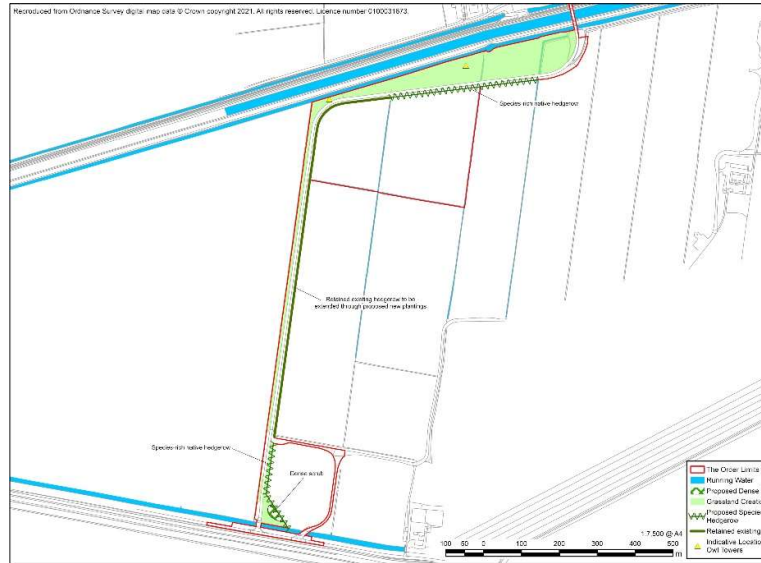 Reproduced from Ordnance Survey digital map data © Crown copyright 2021. All rights reserved. Licence number 0100031673.
Species-rich native hedgerow
Retained existing hedgerow to be
extended through proposed new plantings
Species-rich native hedgerow
Dense scrub
The Order Limits
Running Water
Proposed Dense
Grassland Creatio
Proposed Species
Hedgerow
Retained existing
Indicative Locatio
Owl Towers
1:7,500 @ A4
100 50 0 100 200 300 400 500
m